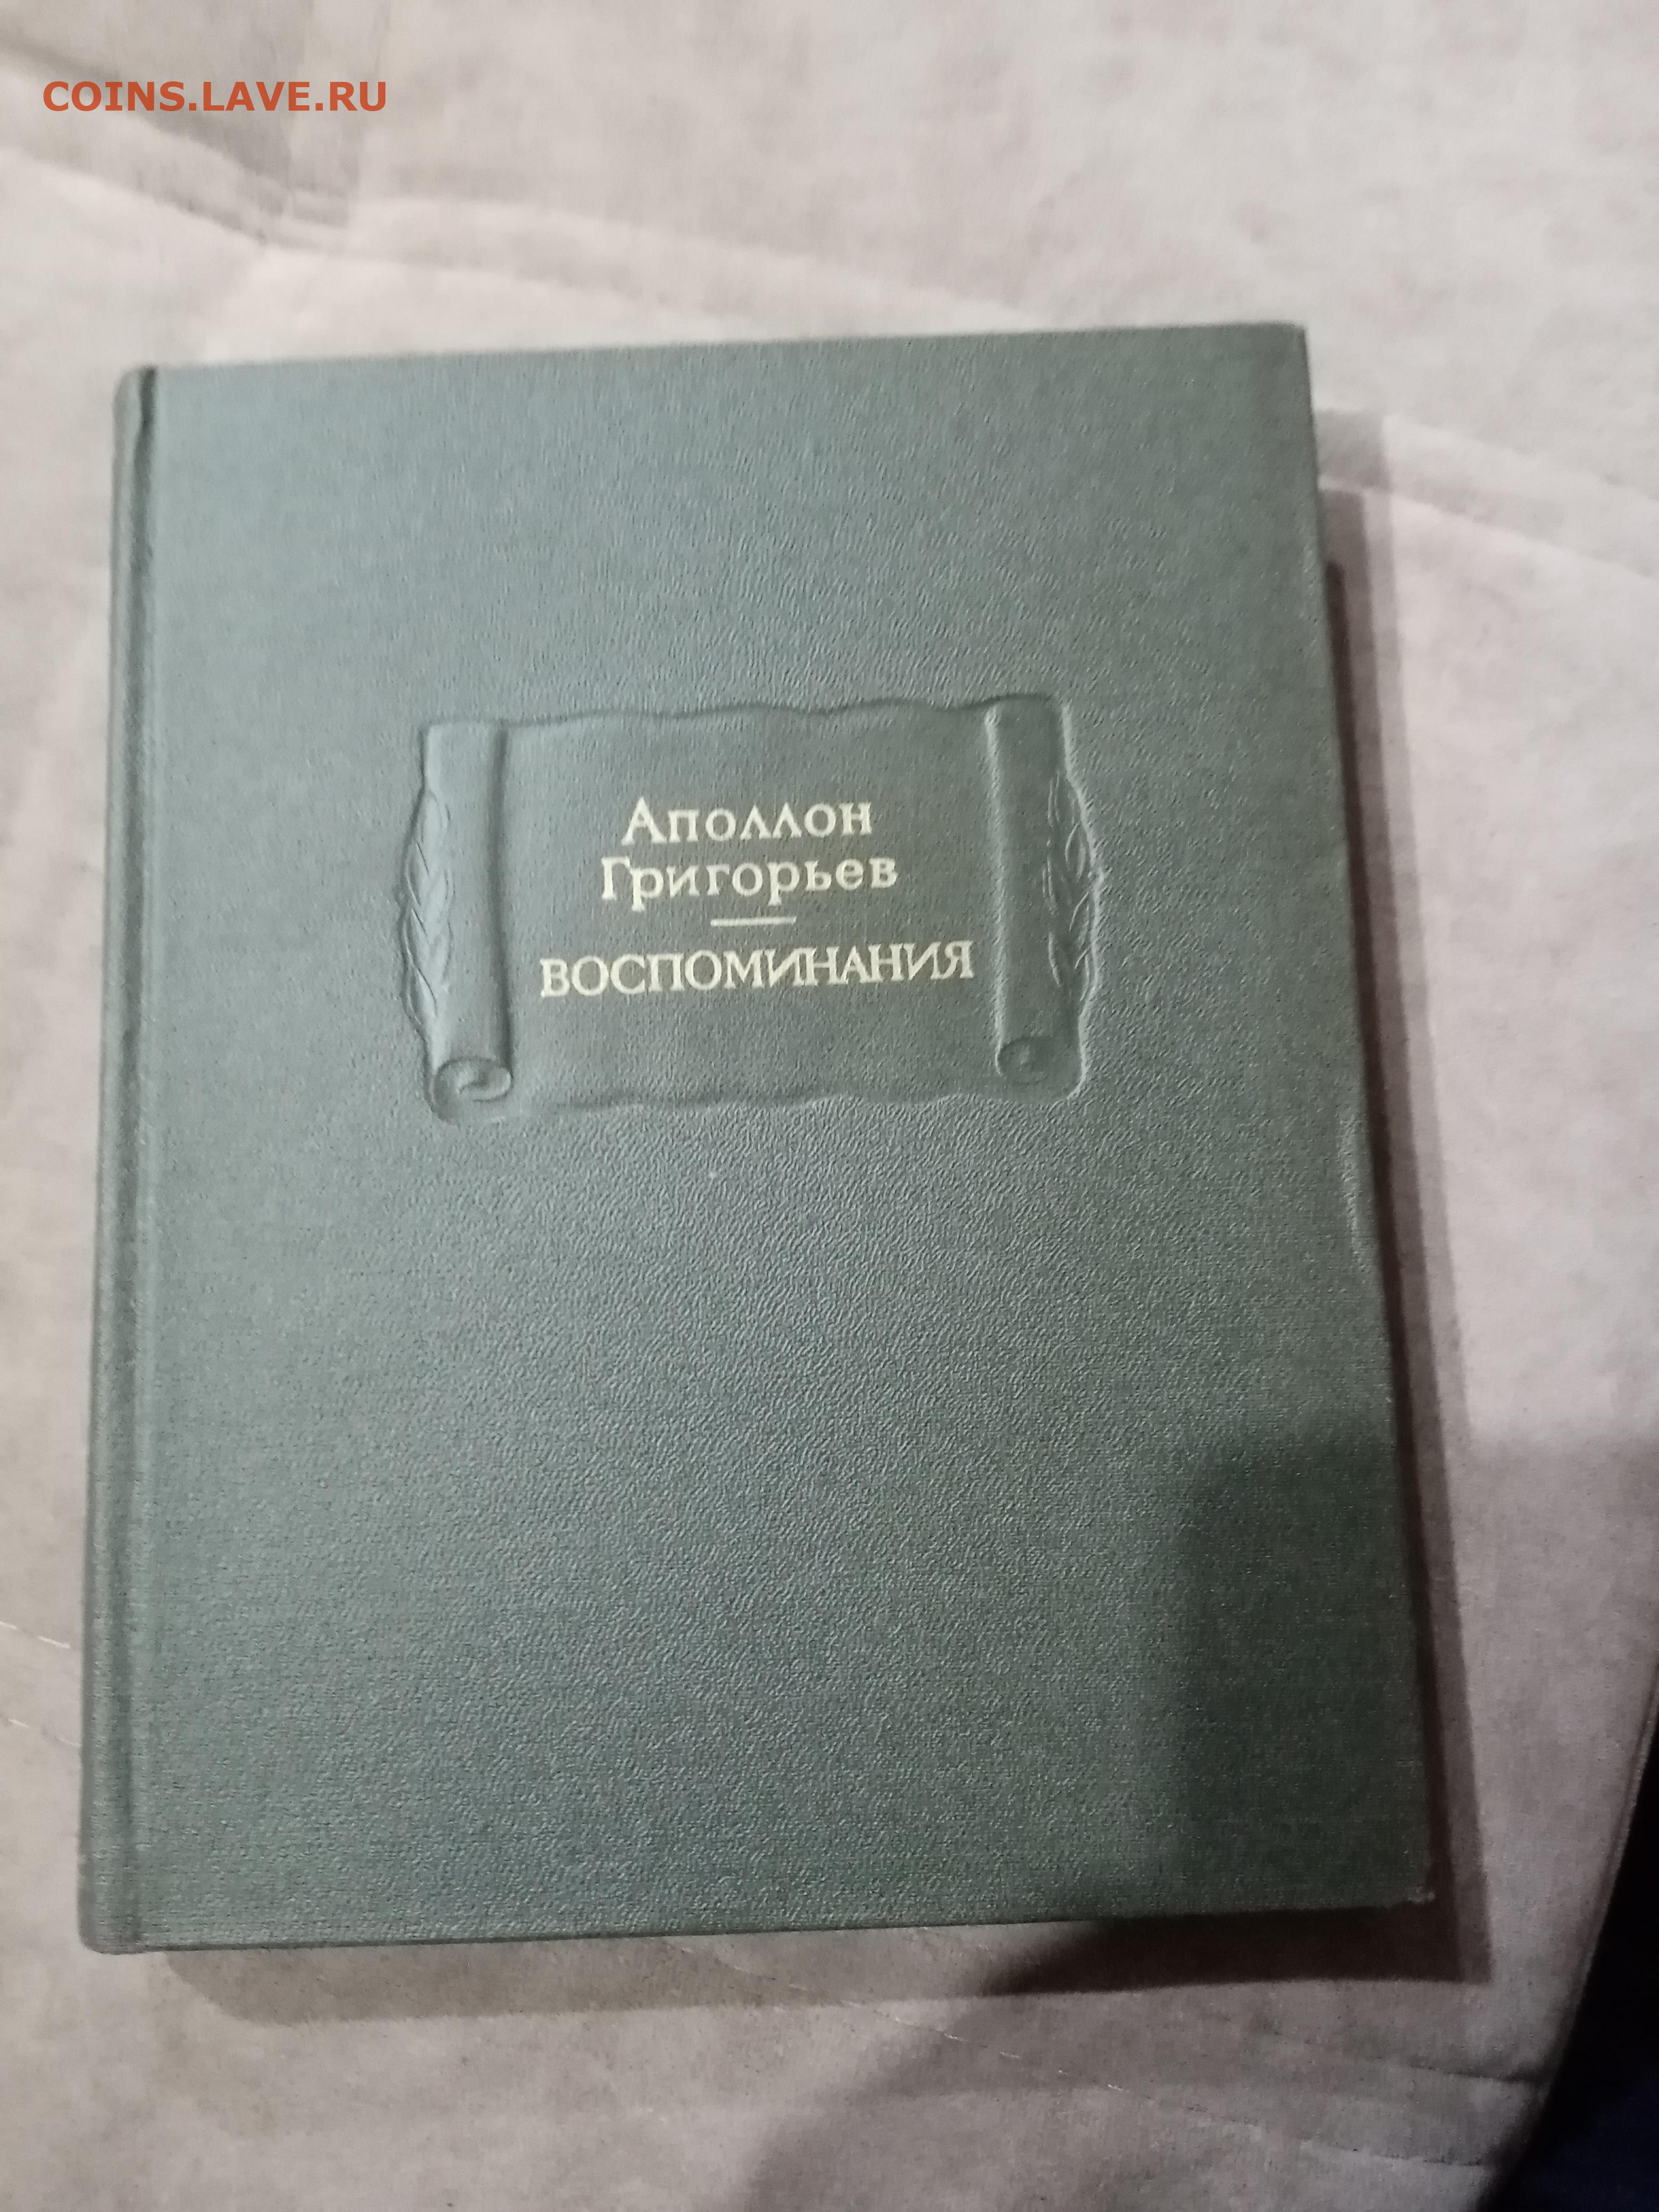 COINS.LAVE.RU
Аполлон
Григорьев
ВОСПОМИНАНИЯ